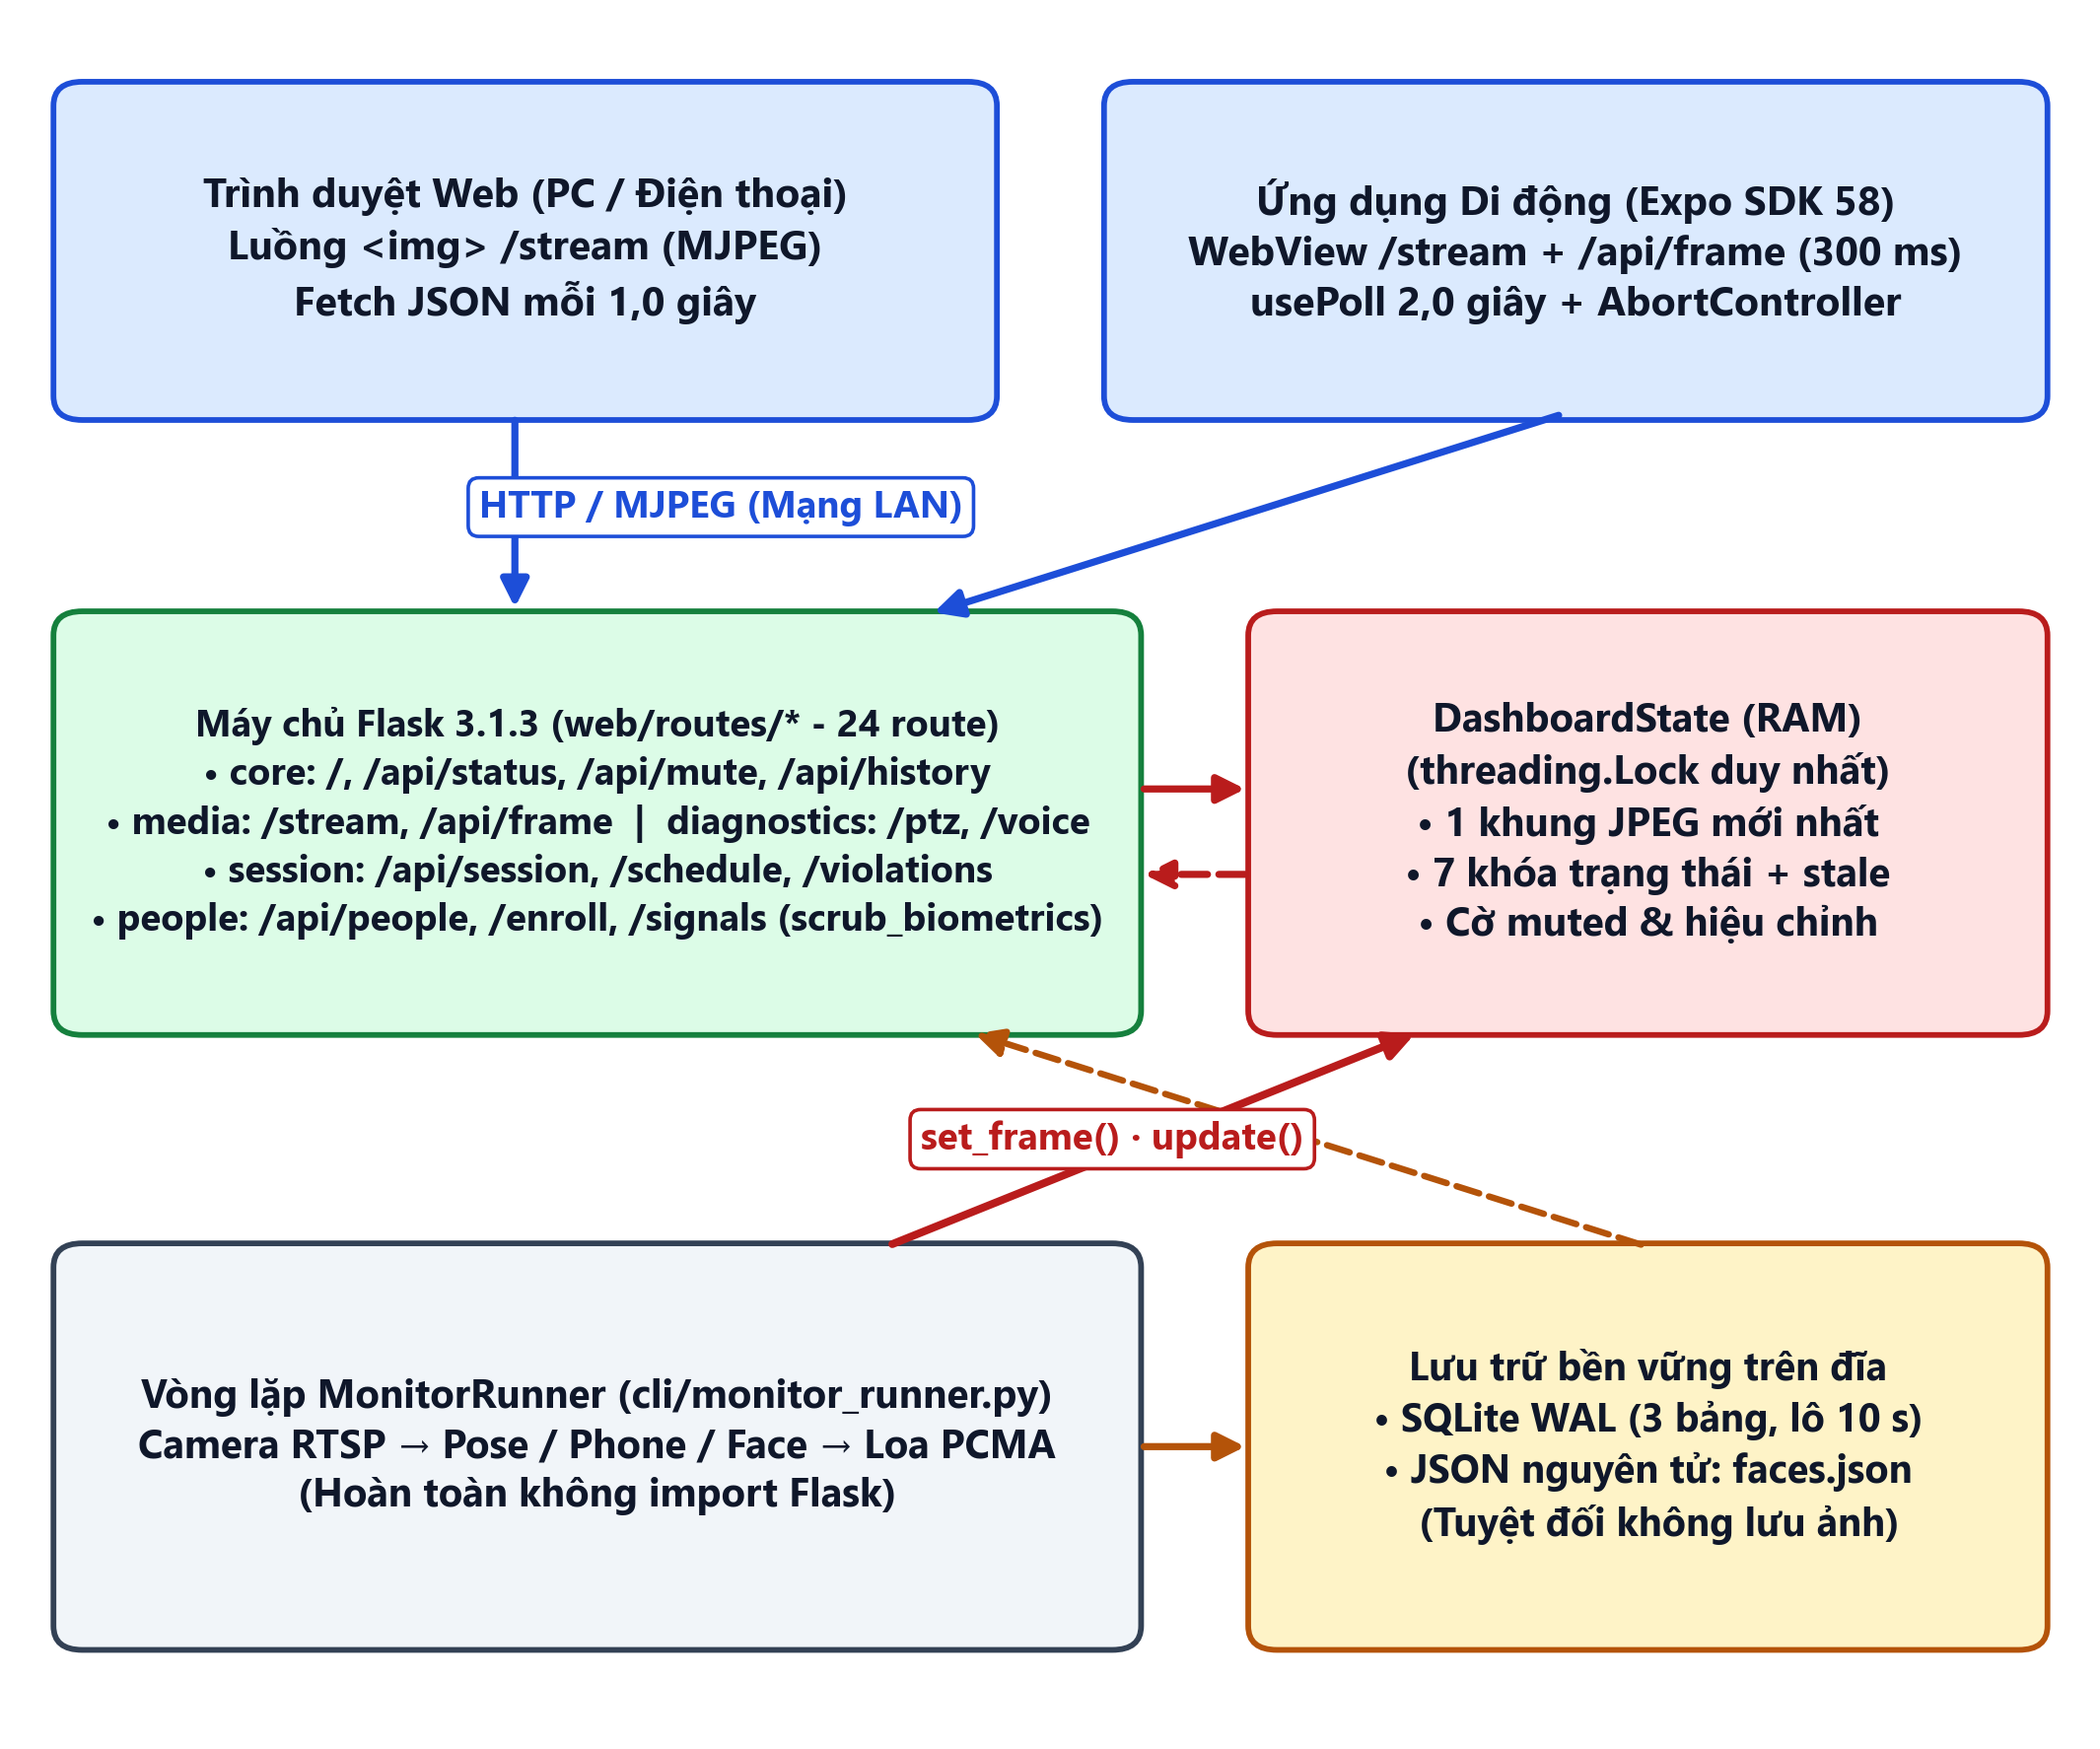 Trình duyệt Web (PC / Điện thoại)
Luồng <img> /stream (MJPEG)
Fetch JSON mỗi 1,0 giây
Ứng dụng Di động (Expo SDK 58)
WebView /stream + /api/frame (300 ms)
usePoll 2,0 giây + AbortController
HTTP / MJPEG (Mạng LAN)
Máy chủ Flask 3.1.3 (web/routes/* - 24 route)
• core: /, /api/status, /api/mute, /api/history
• media: /stream, /api/frame | diagnostics: /ptz, /voice
• session: /api/session, /schedule, /violations
• people: /api/people, /enroll, /signals (scrub_biometrics)
DashboardState (RAM)
(threading.Lock duy nhất)
• 1 khung JPEG mới nhất
• 7 khóa trạng thái + stale
• Cờ muted & hiệu chỉnh
set_frame() · update()
Vòng lặp MonitorRunner (cli/monitor_runner.py)
Camera RTSP → Pose / Phone / Face → Loa PCMA
(Hoàn toàn không import Flask)
Lưu trữ bền vững trên đĩa
• SQLite WAL (3 bảng, lô 10 s)
• JSON nguyên tử: faces.json
(Tuyệt đối không lưu ảnh)